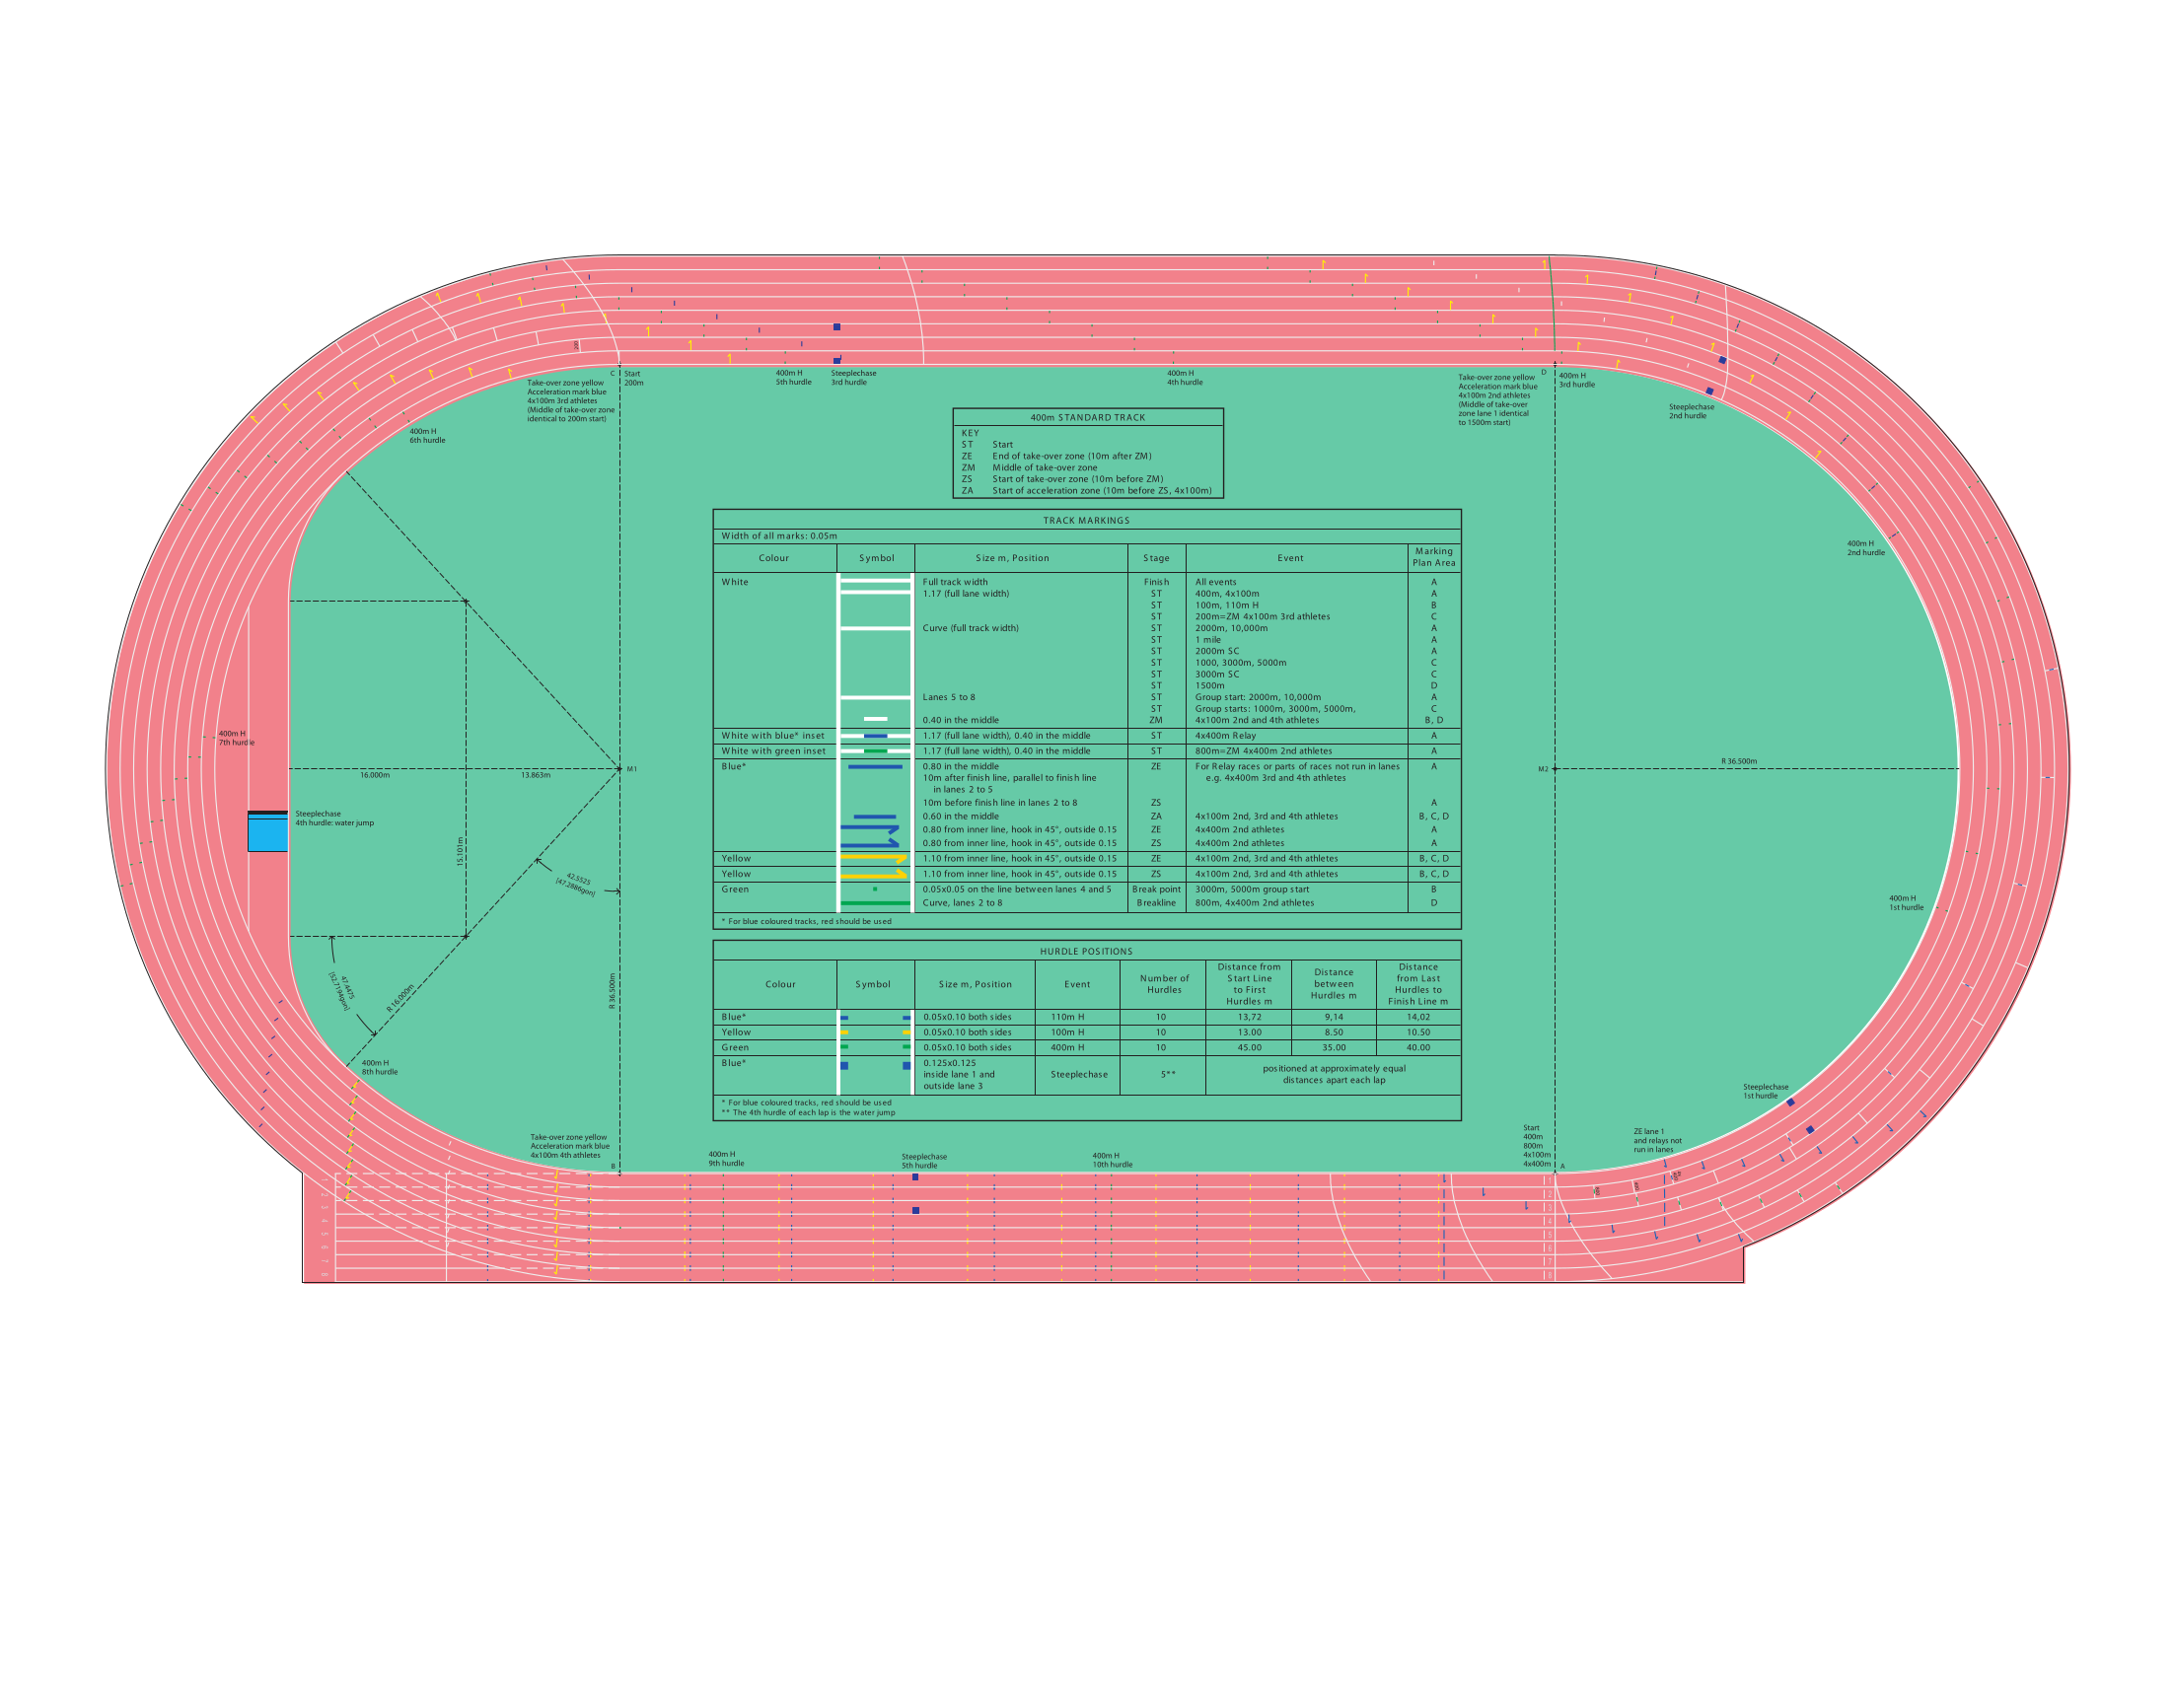 C
Start
200m
400m H
5th hurdle
Steeplechase
3rd hurdle
400m H
4th hurdle
D
400m H
3rd hurdle
Take-over zone yellow
Acceleration mark blue
4x100m 3rd athletes
(Middle of take-over zone
identical to 200m start)
Take-over zone yellow
Acceleration mark blue
4x100m 2nd athletes
(Middle of take-over
zone lane 1 identical
to 1500m start)
Steeplechase
2nd hurdle
400m H
6th hurdle
400m STANDARD TRACK
KEY
ST Start
ZE End of take-over zone (10m after ZM)
ZM Middle of take-over zone
ZS Start of take-over zone (10m before ZM)
ZA Start of acceleration zone (10m before ZS, 4x100m)
400m H
2nd hurdle
TRACK MARKINGS
Width of all marks: 0.05m
Colour Symbol Size m, Position Stage Event Marking Plan Area
White Full track width Finish All events A
1.17 (full lane width) ST 400m, 4x100m A
ST 100m, 110m H B
ST 200m=ZM 4x100m 3rd athletes C
Curve (full track width) ST 2000m, 10,000m A
ST 1 mile A
ST 2000m SC A
ST 1000, 3000m, 5000m C
ST 3000m SC C
ST 1500m D
Lanes 5 to 8 ST Group start: 2000m, 10,000m A
ST Group starts: 1000m, 3000m, 5000m, C
0.40 in the middle ZM 4x100m 2nd and 4th athletes B, D
White with blue* inset 1.17 (full lane width), 0.40 in the middle ST 4x400m Relay A
White with green inset 1.17 (full lane width), 0.40 in the middle ST 800m=ZM 4x400m 2nd athletes A
Blue* 0.80 in the middle ZE For Relay races or parts of races not run in lanes A
10m after finish line, parallel to finish line e.g. 4x400m 3rd and 4th athletes
in lanes 2 to 5
10m before finish line in lanes 2 to 8 ZS A
0.60 in the middle ZA 4x100m 2nd, 3rd and 4th athletes B, C, D
0.80 from inner line, hook in 45°, outside 0.15 ZE 4x400m 2nd athletes A
0.80 from inner line, hook in 45°, outside 0.15 ZS 4x400m 2nd athletes A
Yellow 1.10 from inner line, hook in 45°, outside 0.15 ZE 4x100m 2nd, 3rd and 4th athletes B, C, D
Yellow 1.10 from inner line, hook in 45°, outside 0.15 ZS 4x100m 2nd, 3rd and 4th athletes B, C, D
Green 0.05x0.05 on the line between lanes 4 and 5 Break point 3000m, 5000m group start B
Curve, lanes 2 to 8 Breakline 800m, 4x400m 2nd athletes D
* For blue coloured tracks, red should be used
400m H
7th hurdle
16.000m
13.863m
M1
M2
R 36.500m
Steeplechase
4th hurdle: water jump
15.101m
42.5525
[47.2886gon]
47.4475
[52.7194gon]
R 16.000m
R 36.500m
400m H
1st hurdle
HURDLE POSITIONS
Colour Symbol Size m, Position Event Number of Hurdles Distance from Start Line to First Hurdles m Distance between Hurdles m Distance from Last Hurdles to Finish Line m
Blue* 0.05x0.10 both sides 110m H 10 13,72 9,14 14,02
Yellow 0.05x0.10 both sides 100m H 10 13.00 8.50 10.50
Green 0.05x0.10 both sides 400m H 10 45.00 35.00 40.00
Blue* 0.125x0.125
inside lane 1 and
outside lane 3
Steeplechase 5** positioned at approximately equal
distances apart each lap
* For blue coloured tracks, red should be used
** The 4th hurdle of each lap is the water jump
400m H
8th hurdle
Steeplechase
1st hurdle
Take-over zone yellow
Acceleration mark blue
4x100m 4th athletes
B
400m H
9th hurdle
Steeplechase
5th hurdle
400m H
10th hurdle
Start
400m
800m
4x100m
4x400m
A
ZE lane 1
and relays not
run in lanes
1
2
3
4
5
6
7
8